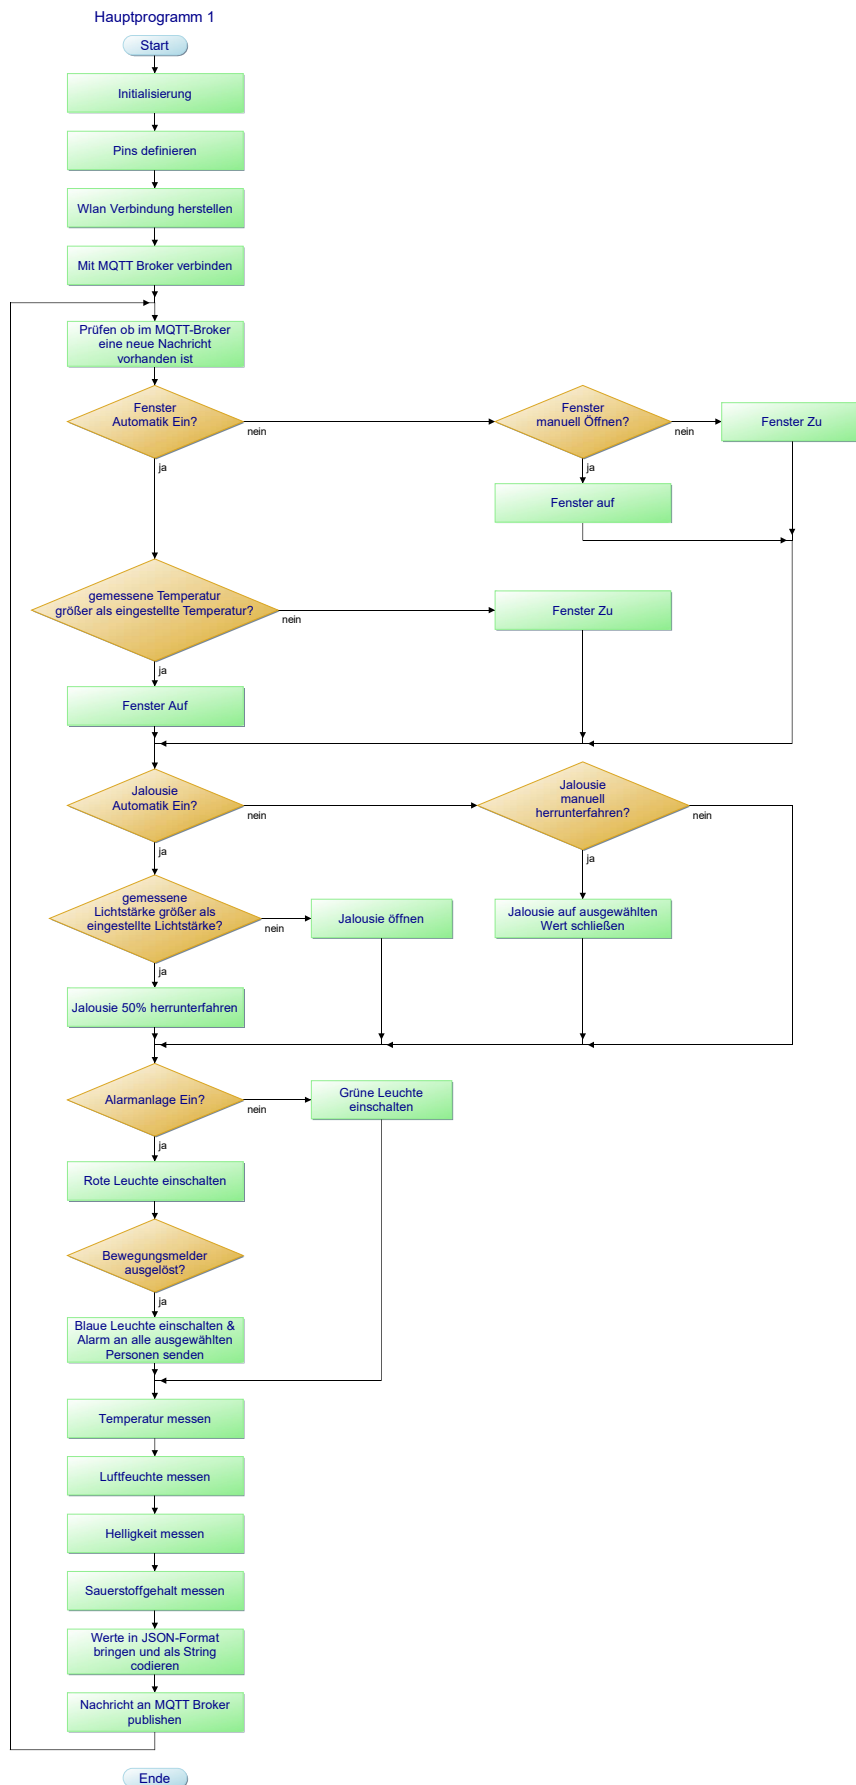 Hauptprogramm 1
Start
Initialisierung
Pins definieren
Wlan Verbindung herstellen
Mit MQTT Broker verbinden
Prüfen ob im MQTT-Broker
eine neue Nachricht
vorhanden ist
Fenster
Automatik Ein?
nein
ja
Fenster
manuell Öffnen?
nein
ja
Fenster Zu
Fenster auf
gemessene Temperatur
größer als eingestellte Temperatur?
nein
ja
Fenster Zu
Fenster Auf
Jalousie
Automatik Ein?
nein
ja
Jalousie
manuell
herrunterfahren?
nein
ja
gemessene
Lichtstärke größer als
eingestellte Lichtstärke?
nein
ja
Jalousie öffnen
Jalousie auf ausgewählten
Wert schließen
Jalousie 50% herrunterfahren
Alarmanlage Ein?
nein
ja
Grüne Leuchte
einschalten
Rote Leuchte einschalten
Bewegungsmelder
ausgelöst?
ja
Blaue Leuchte einschalten &
Alarm an alle ausgewählten
Personen senden
Temperatur messen
Luftfeuchte messen
Helligkeit messen
Sauerstoffgehalt messen
Werte in JSON-Format
bringen und als String
codieren
Nachricht an MQTT Broker
publishen
Ende